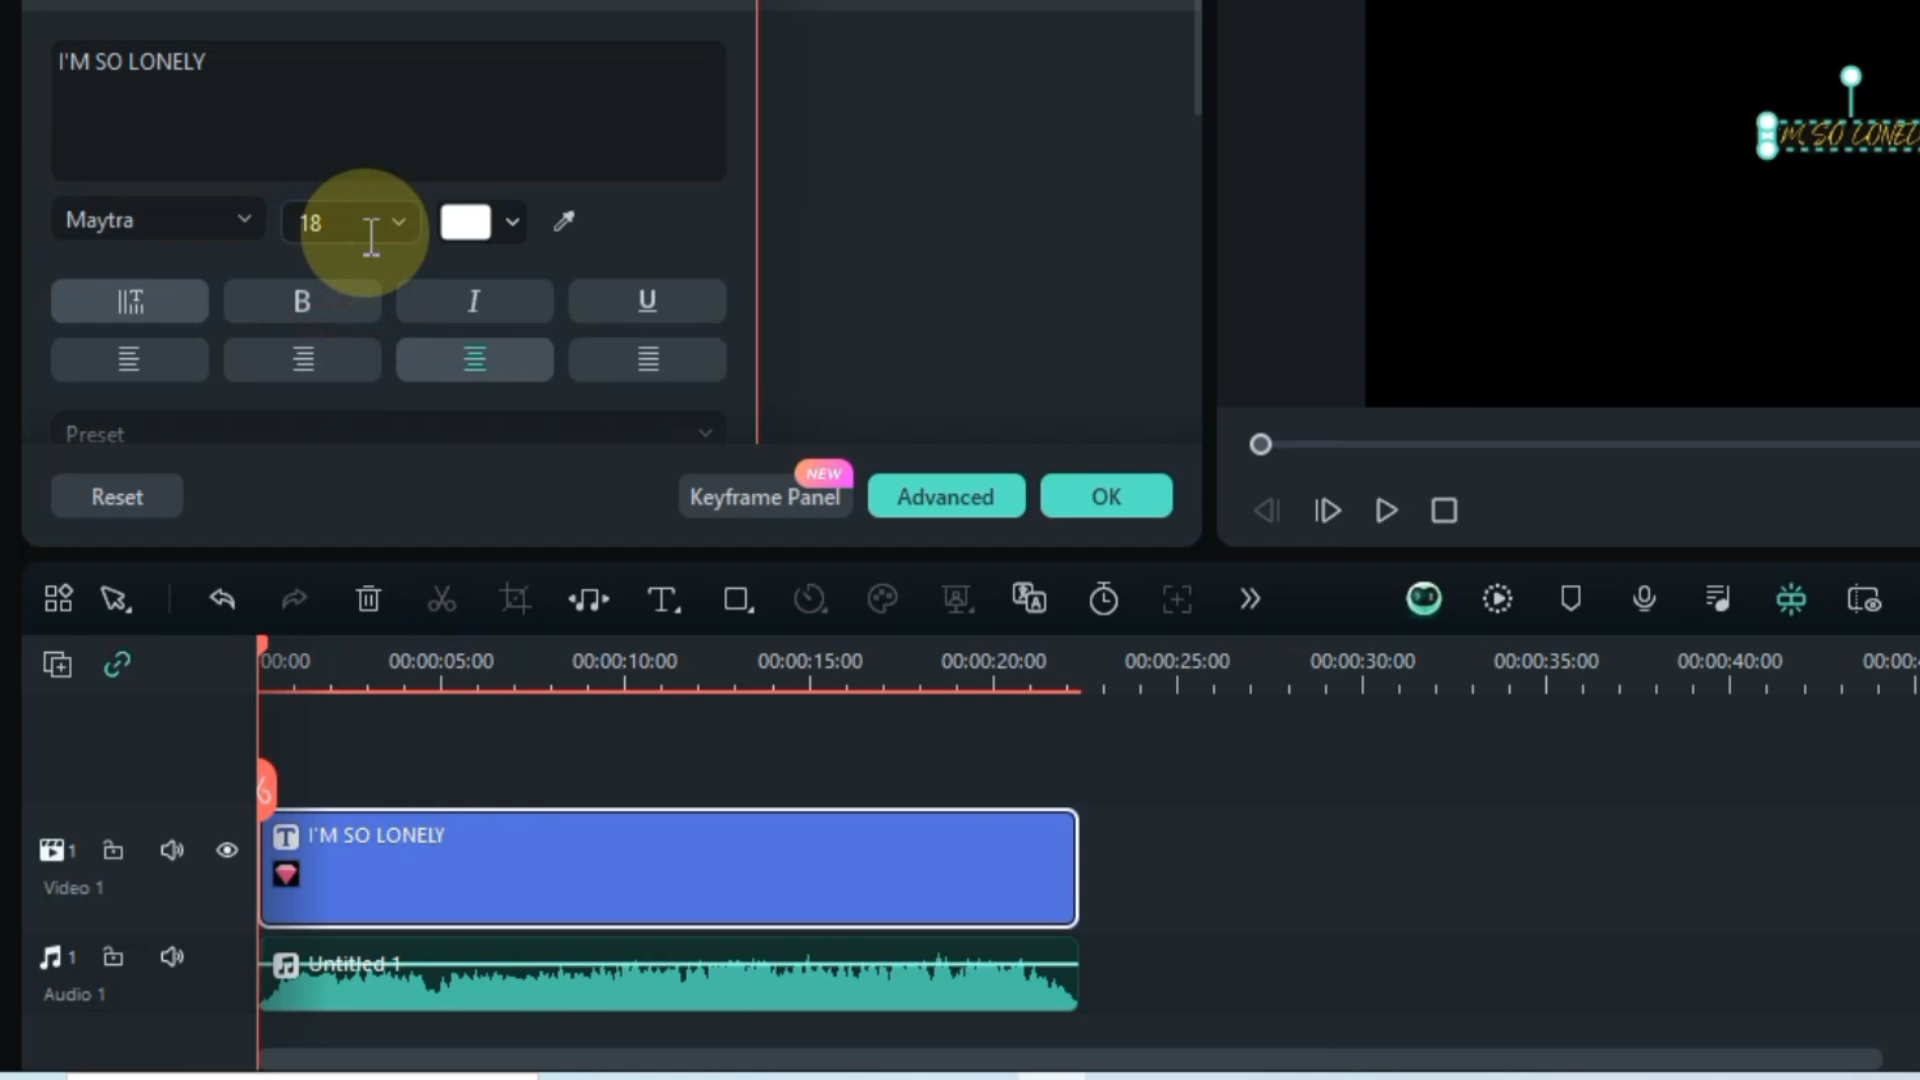 I'M SO LONELY
Maytra
18
B
I
U
Preset
Reset
NEW
Keyframe Panel
Advanced
OK
00:00
00:00:05:00
00:00:10:00
00:00:15:00
00:00:20:00
00:00:25:00
00:00:30:00
00:00:35:00
00:00:40:00
00:00:
I'M SO LONELY
1
Video 1
Untitled 1
1
Audio 1